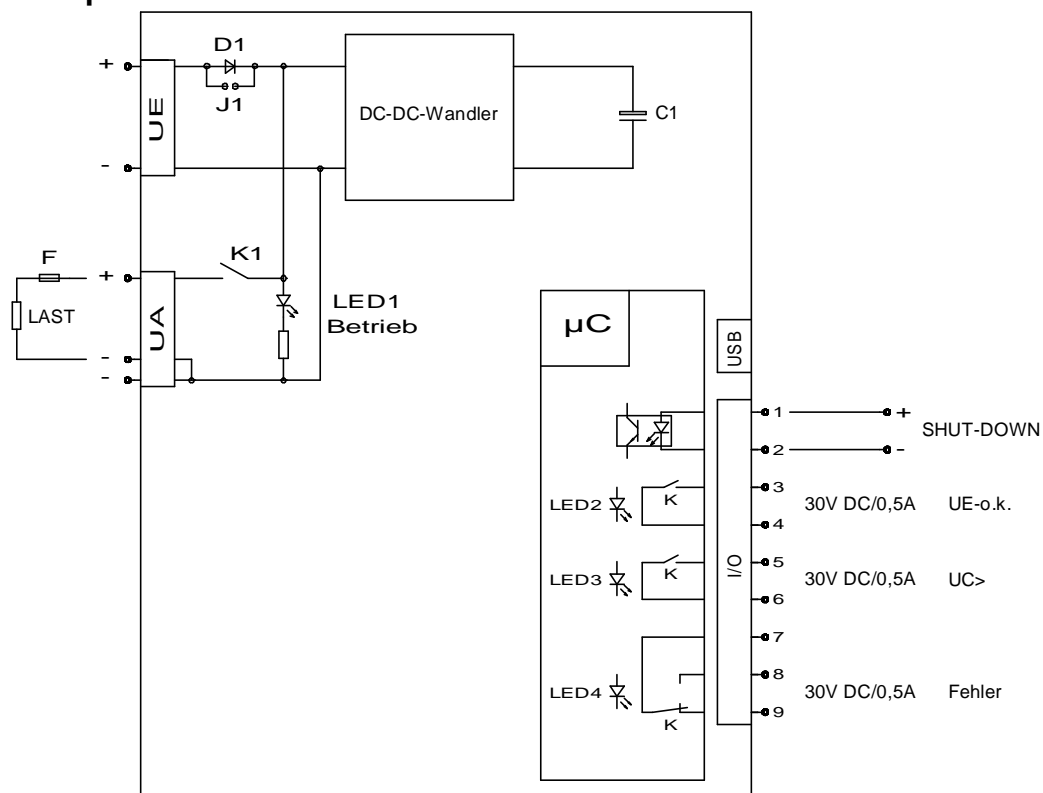 p
D1
+
J1
UE
-
DC-DC-Wandler
C1
F
+
K1
LAST
UA
-
-
LED1
Betrieb
µC
USB
I/O
1
+
SHUT-DOWN
2
-
3
LED2
K
30V DC/0,5A
UE-o.k.
4
5
LED3
K
30V DC/0,5A
UC>
6
7
8
LED4
K
30V DC/0,5A
Fehler
9